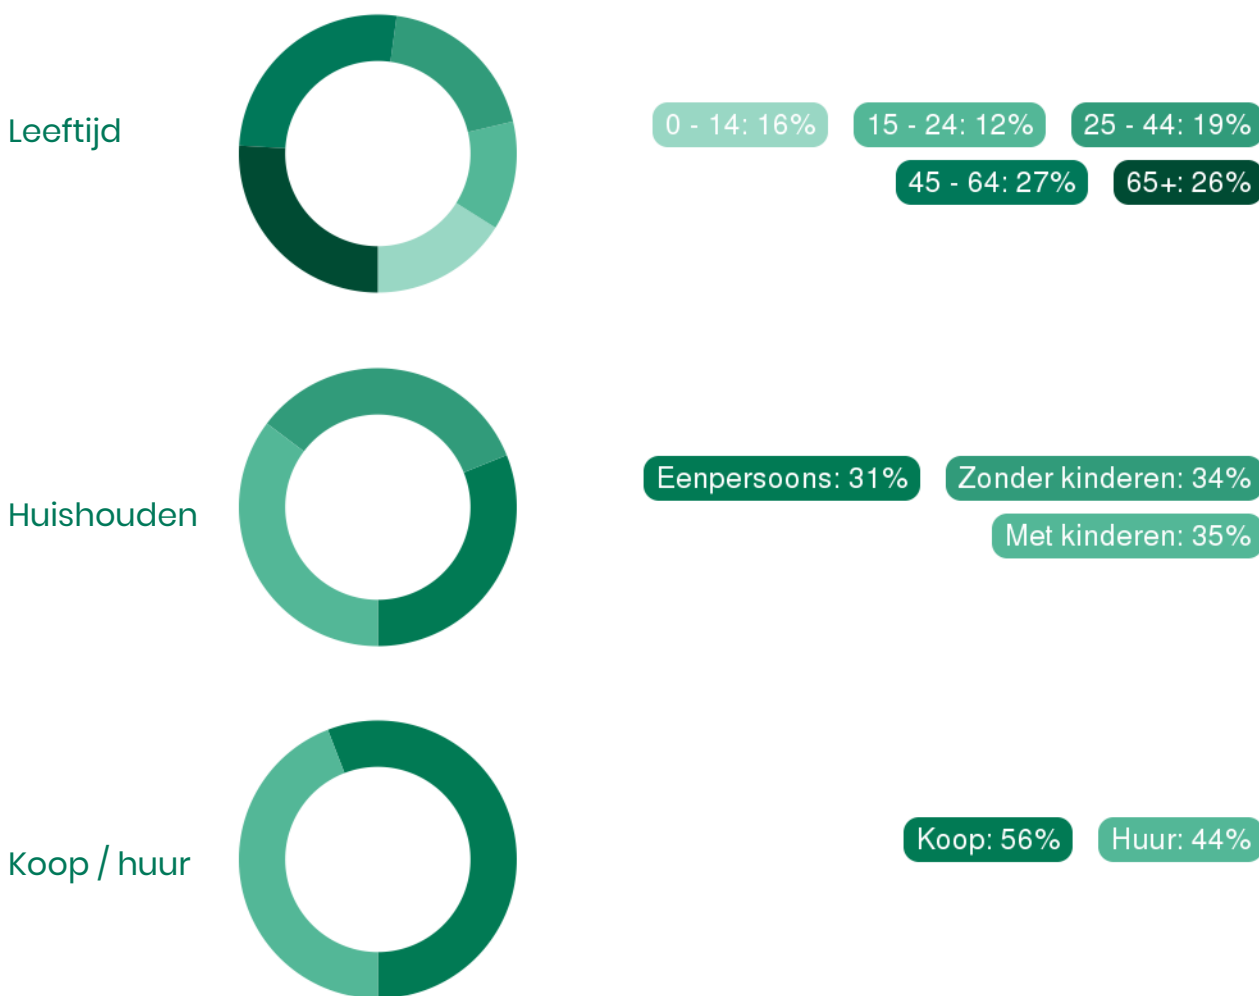 Leeftijd
0 - 14: 16% 15 - 24: 12% 25 - 44: 19%
45 - 64: 27% 65+: 26%
Huishouden
Eenpersoons: 31% Zonder kinderen: 34%
Met kinderen: 35%
Koop / huur
Koop: 56% Huur: 44%